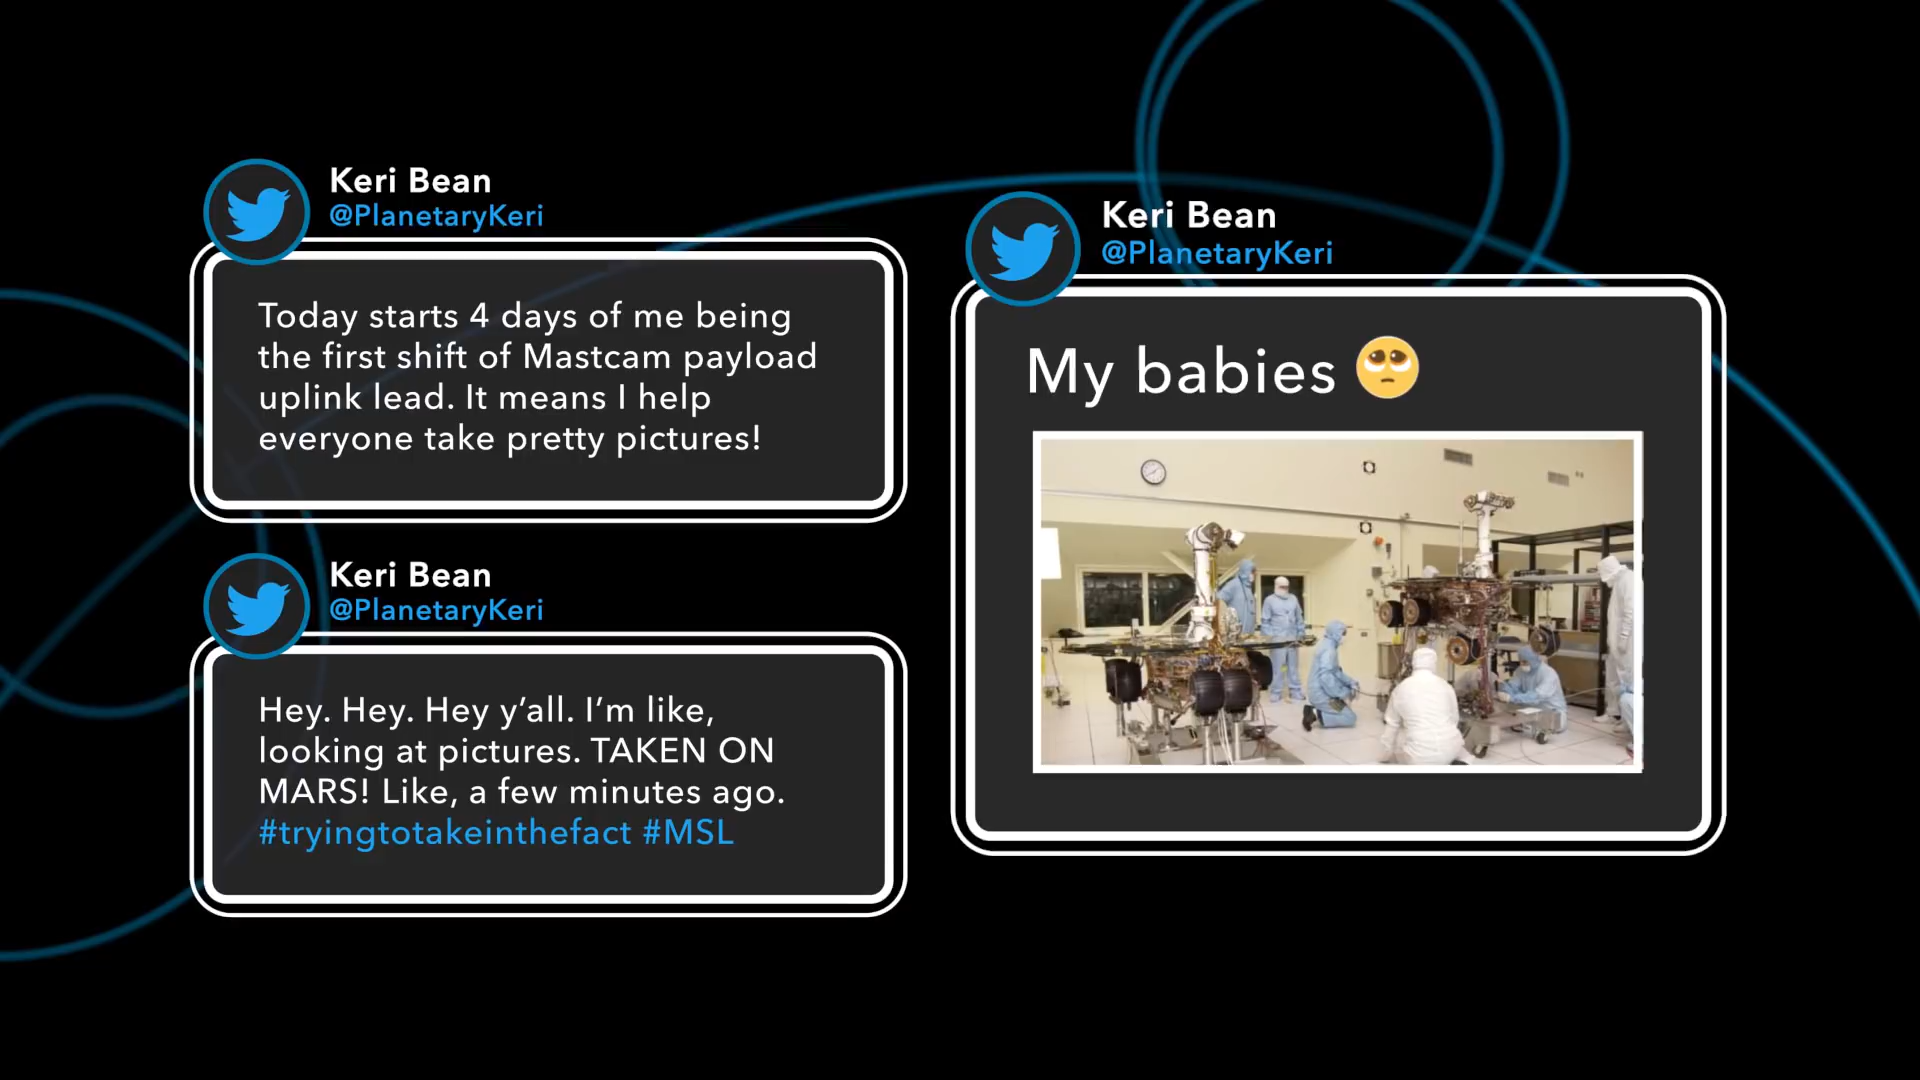 Keri Bean
@PlanetaryKeri
Today starts 4 days of me being
the first shift of Mastcam payload
uplink lead. It means I help
everyone take pretty pictures!
Keri Bean
@PlanetaryKeri
Hey. Hey. Hey y’all. I’m like,
looking at pictures. TAKEN ON
MARS! Like, a few minutes ago.
#tryingtotakeinthefact #MSL
Keri Bean
@PlanetaryKeri
My babies 🥺